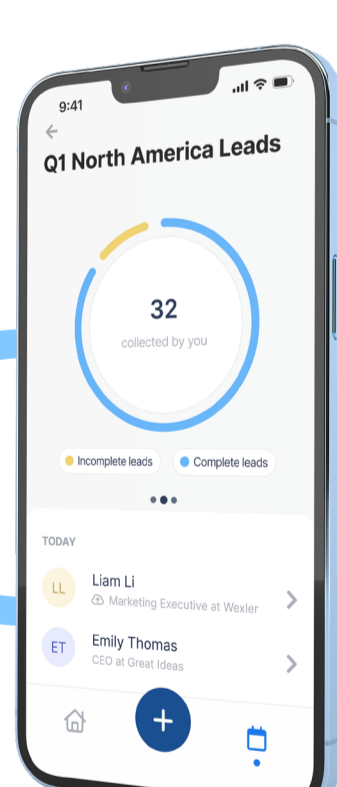 9:41
Q1 North America Leads
32
collected by you
Incomplete leads
Complete leads
TODAY
LL
Liam Li
Marketing Executive at Wexler
ET
Emily Thomas
CEO at Great Ideas